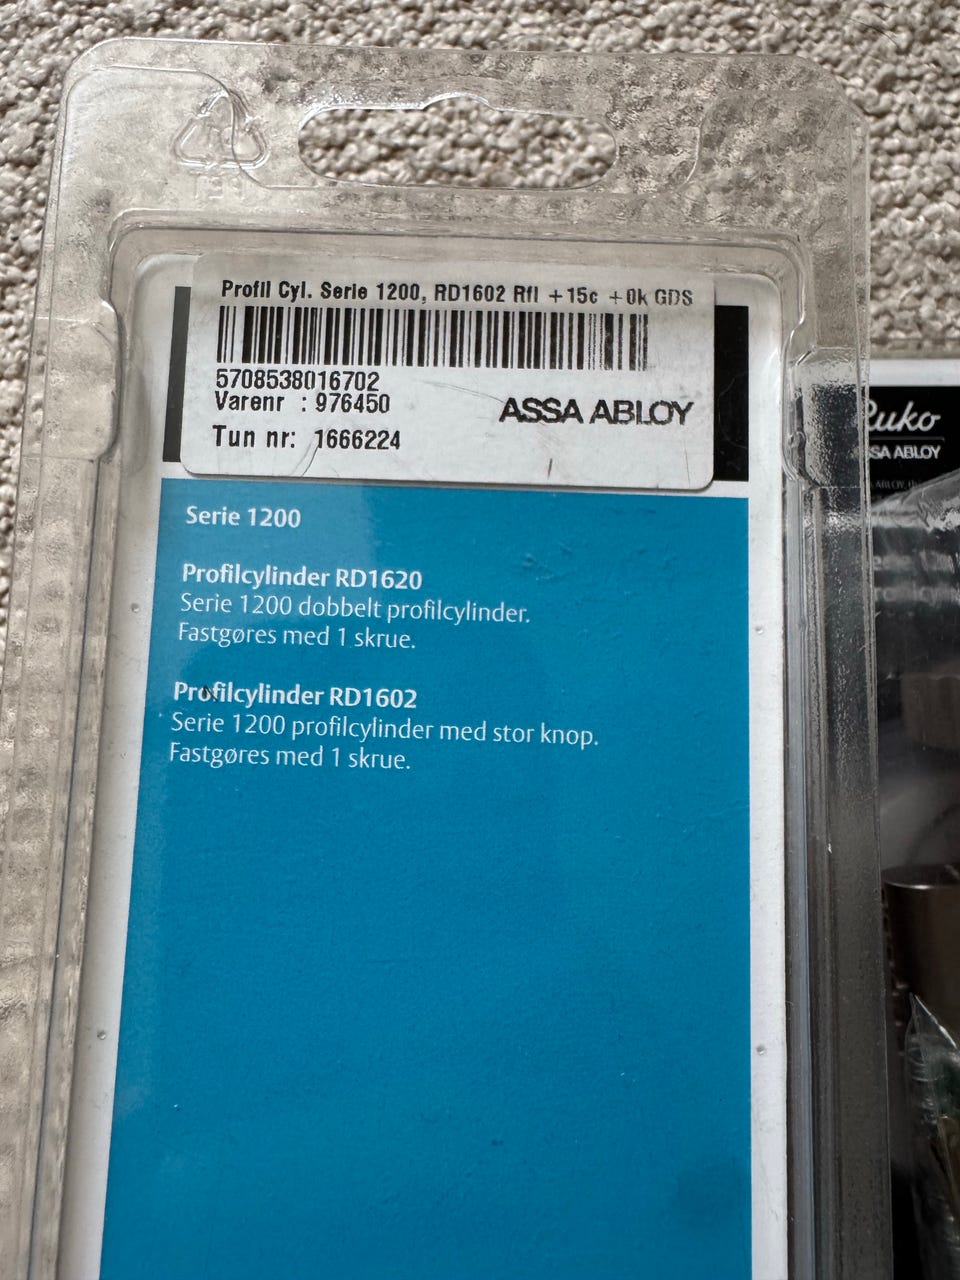 Profil Cyl. Serie 1200, RD1602 Rfl +15c +0k GDS
5708538016702
Varenr : 976450
ASSA ABLOY
Tun nr: 1666224
Serie 1200
Profilcylinder RD1620
Serie 1200 dobbelt profilcylinder.
Fastgøres med 1 skrue.
Profilcylinder RD1602
Serie 1200 profilcylinder med stor knop.
Fastgøres med 1 skrue.
Ruko
ASSA ABLOY